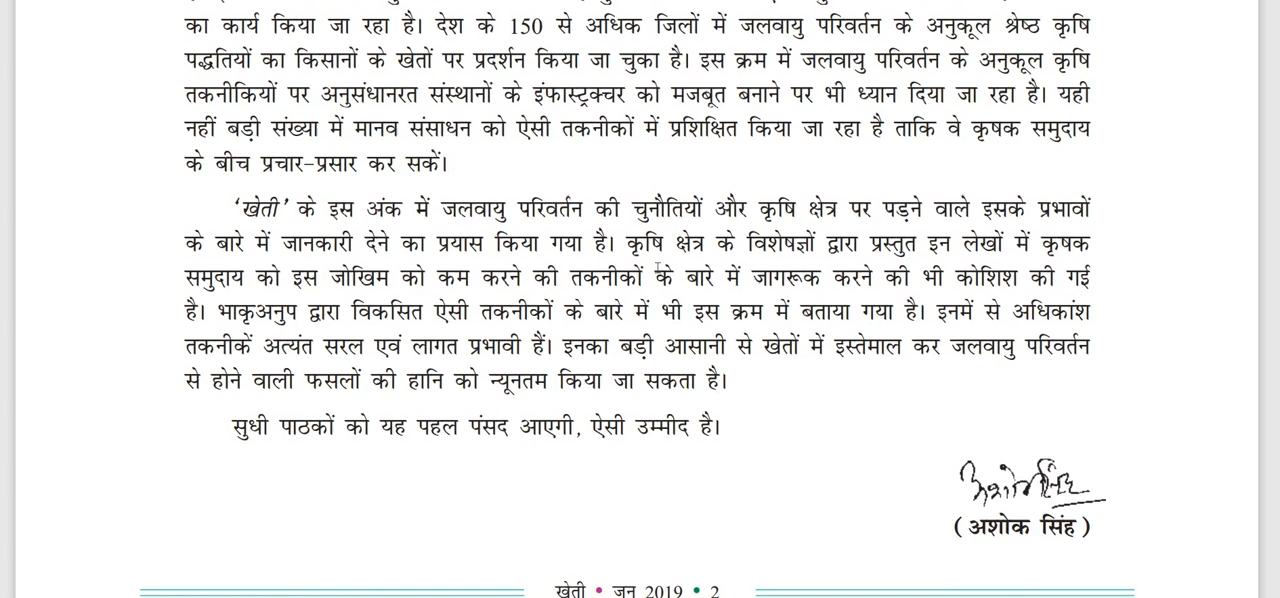 का कार्य किया जा रहा है। देश के 150 से अधिक जिलों में जलवायु परिवर्तन के अनुकूल श्रेष्ठ कृषि
पद्धतियों का किसानों के खेतों पर प्रदर्शन किया जा चुका है। इस क्रम में जलवायु परिवर्तन के अनुकूल कृषि
तकनीकियों पर अनुसंधानरत संस्थानों के इंफास्ट्रक्चर को मजबूत बनाने पर भी ध्यान दिया जा रहा है। यही
नहीं बड़ी संख्या में मानव संसाधन को ऐसी तकनीकों में प्रशिक्षित किया जा रहा है ताकि वे कृषक समुदाय
के बीच प्रचार-प्रसार कर सकें।
‘खेती’ के इस अंक में जलवायु परिवर्तन की चुनौतियों और कृषि क्षेत्र पर पड़ने वाले इसके प्रभावों
के बारे में जानकारी देने का प्रयास किया गया है। कृषि क्षेत्र के विशेषज्ञों द्वारा प्रस्तुत इन लेखों में कृषक
समुदाय को इस जोखिम को कम करने की तकनीकों के बारे में जागरूक करने की भी कोशिश की गई
है। भाकृअनुप द्वारा विकसित ऐसी तकनीकों के बारे में भी इस क्रम में बताया गया है। इनमें से अधिकांश
तकनीकें अत्यंत सरल एवं लागत प्रभावी हैं। इनका बड़ी आसानी से खेतों में इस्तेमाल कर जलवायु परिवर्तन
से होने वाली फसलों की हानि को न्यूनतम किया जा सकता है।
सुधी पाठकों को यह पहल पंसद आएगी, ऐसी उम्मीद है।
अशोक सिंह
(अशोक सिंह)
खेती • जून 2019 • 2